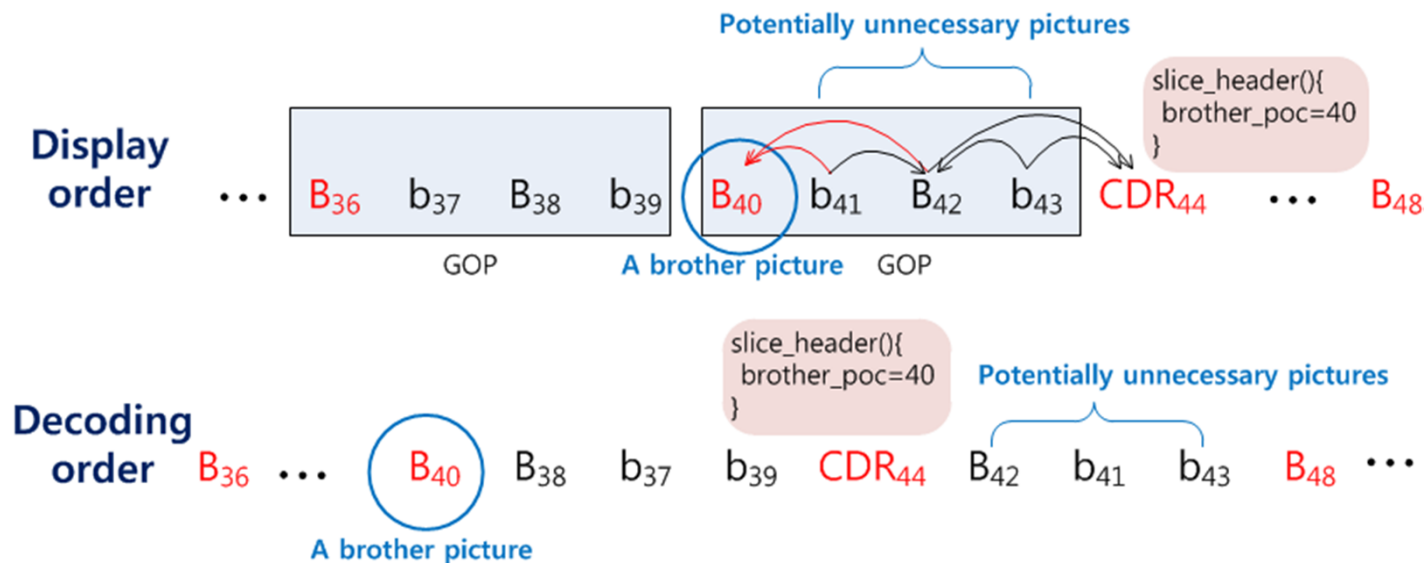 Potentially unnecessary pictures
slice_header(){
brother_poc=40
}
Display
order
... B36 b37 B38 b39 B40 b41 B42 b43 CDR44 ... B48
GOP
A brother picture
GOP
slice_header(){
brother_poc=40
}
Potentially unnecessary pictures
Decoding
order
B36 ... B40 B38 b37 b39 CDR44 B42 b41 b43 B48 ...
A brother picture